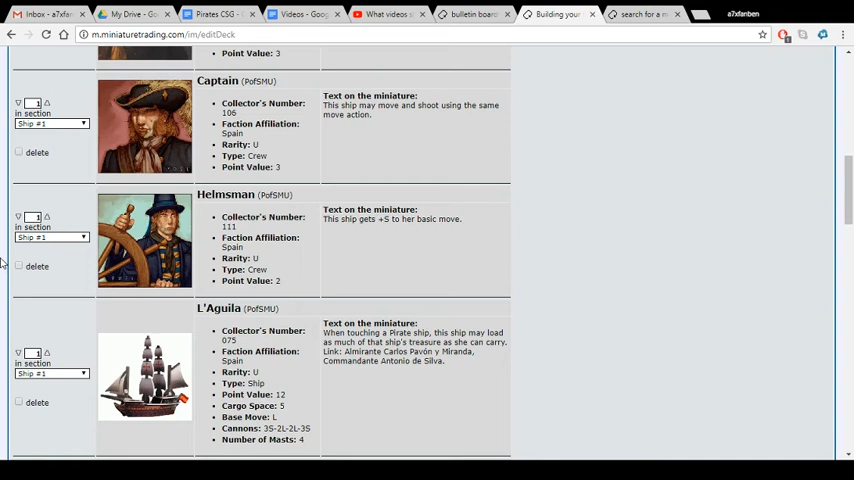 Inbox - a7xfanben
My Drive - Google
Pirates CSG -
Videos - Goog
What videos
bulletin board
Building your
search for a m
a7xfanben
m.miniaturetrading.com/im/editDeck
Point Value: 3
Captain (PofSMU)
Collector's Number:
106
Faction Affiliation:
Spain
Rarity: U
Type: Crew
Point Value: 3
Text on the miniature:
This ship may move and shoot using the same
move action.
1
in section
Ship #1
delete
Helmsman (PofSMU)
Collector's Number:
111
Faction Affiliation:
Spain
Rarity: U
Type: Crew
Point Value: 2
Text on the miniature:
This ship gets +S to her basic move.
1
in section
Ship #1
delete
L'Aguila (PofSMU)
Collector's Number:
075
Faction Affiliation:
Spain
Rarity: U
Type: Ship
Point Value: 12
Cargo Space: 5
Base Move: L
Cannons: 3S-2L-2L-3S
Number of Masts: 4
Text on the miniature:
When touching a Pirate ship, this ship may load
as much of that ship's treasure as she can carry.
Link: Almirante Carlos Pavón y Miranda,
Commandante Antonio de Silva.
1
in section
Ship #1
delete